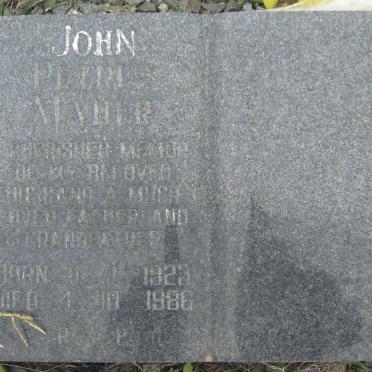 JOHN
PETRUS
MAHER
CHERISHED MEMORY
OF MY BELOVED
HUSBAND & MUCH
LOVED FATHER AND
GRANDFATHER
BORN 1923
DIED 4 10 1986
R I P